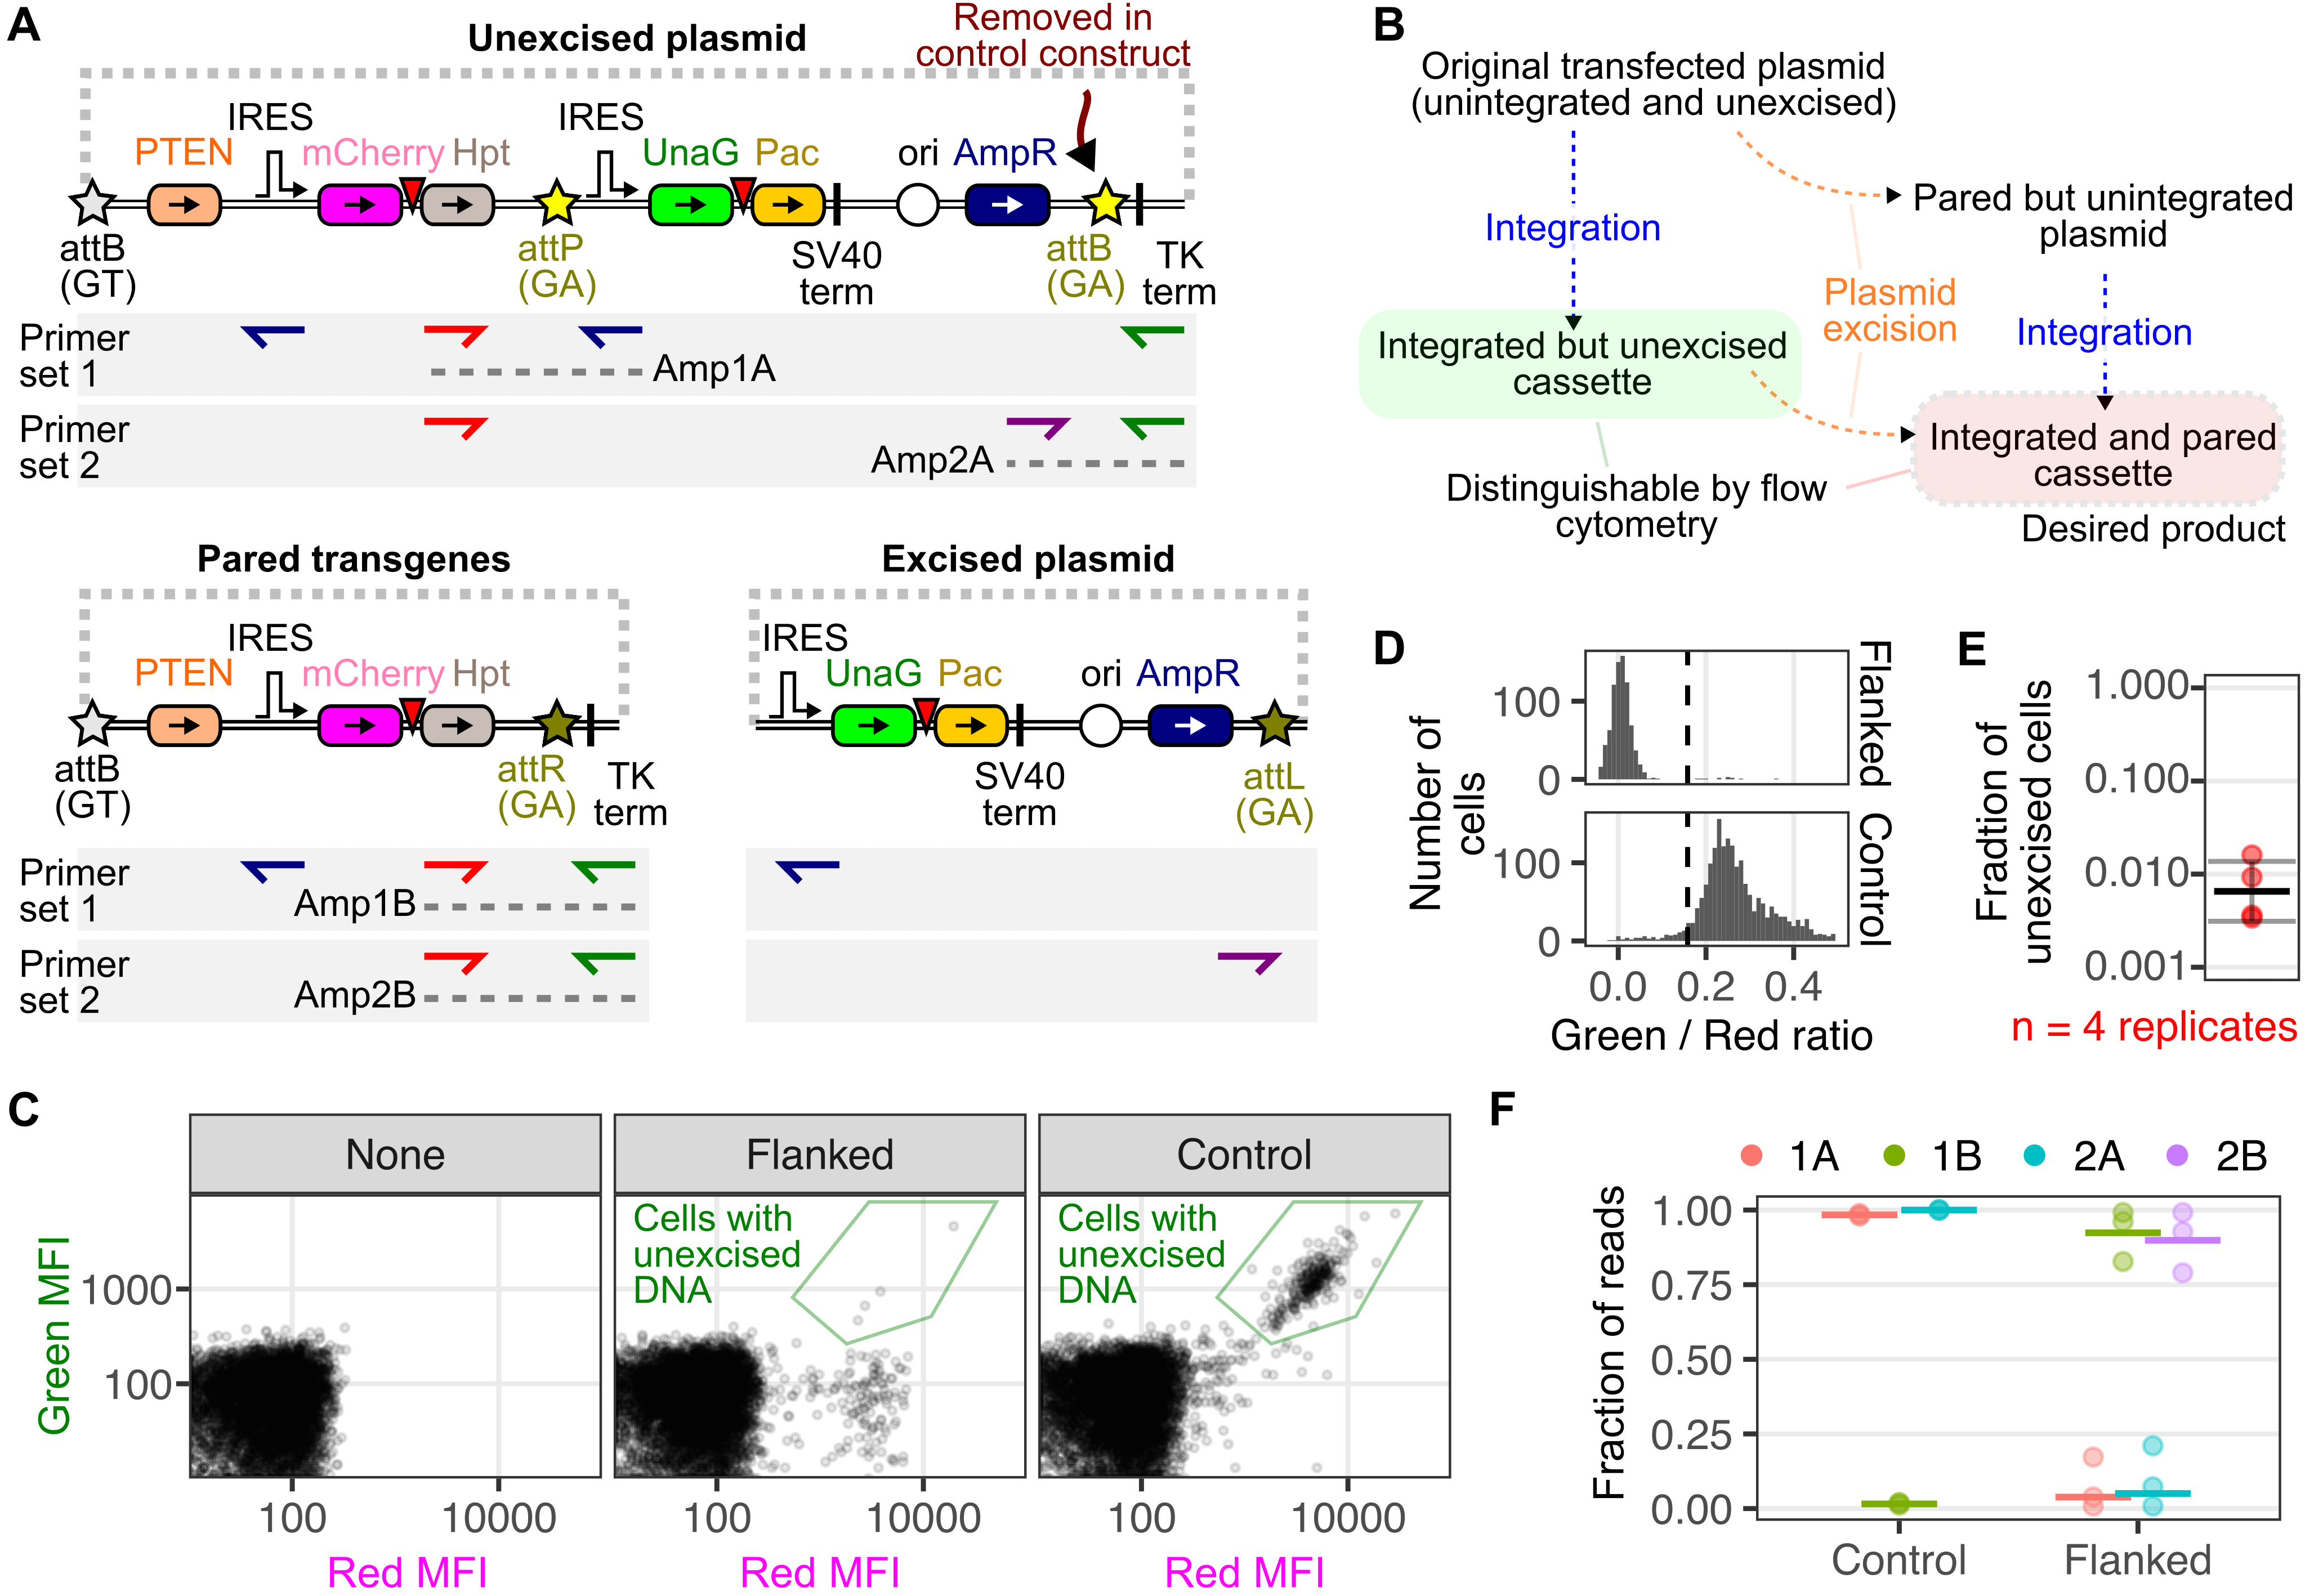 A
Unexcised plasmid
Removed in
control construct
IRES
IRES
PTEN
mCherry
Hpt
UnaG
Pac
ori
AmpR
attB
(GT)
attP
(GA)
SV40
term
attB
(GA)
TK
term
Primer
set 1
Amp1A
Primer
set 2
Amp2A
Pared transgenes
IRES
PTEN
mCherry
Hpt
attB
(GT)
attR
(GA)
TK
term
Excised plasmid
IRES
UnaG
Pac
ori
AmpR
SV40
term
attL
(GA)
Primer
set 1
Amp1B
Primer
set 2
Amp2B
B
Original transfected plasmid
(unintegrated and unexcised)
Integration
Pared but unintegrated
plasmid
Plasmid
excision
Integration
Integrated but unexcised
cassette
Integrated and pared
cassette
Distinguishable by flow
cytometry
Desired product
C
None
Flanked
Control
Cells with
unexcised
DNA
Cells with
unexcised
DNA
Green MFI
1000
100
100
10000
100
10000
100
10000
Red MFI
Red MFI
Red MFI
D
Number of
cells
100
0
100
0
Flanked
Control
0.0
0.2
0.4
Green / Red ratio
E
Fradtion of
unexcised cells
1.000
0.100
0.010
0.001
n = 4 replicates
F
1A
1B
2A
2B
Fraction of reads
1.00
0.75
0.50
0.25
0.00
Control
Flanked